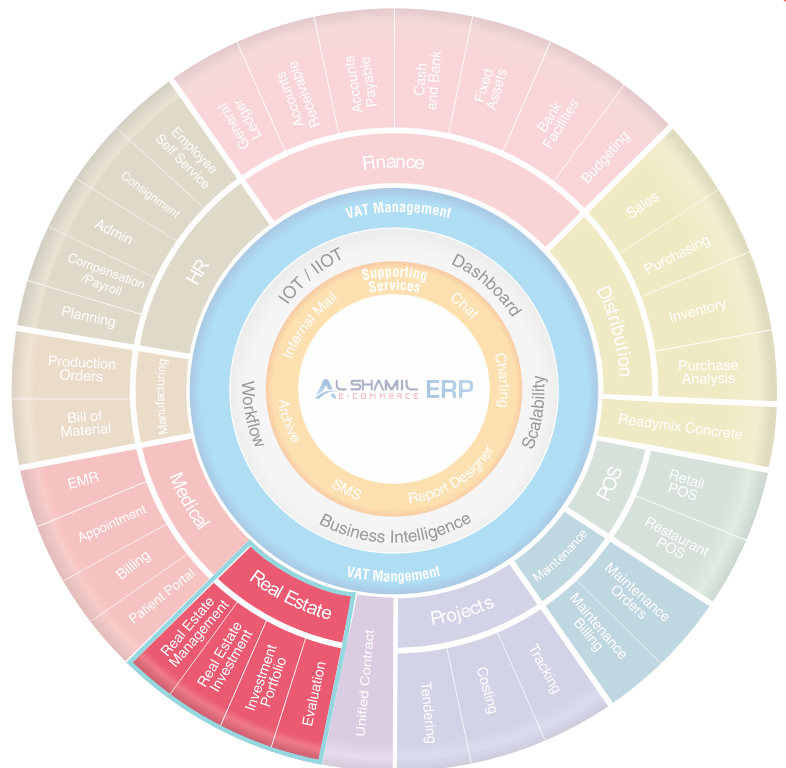 General
Ledger
Accounts
Receivable
Accounts
Payable
Cash
and Bank
Fixed
Assets
Bank
Facilities
Budgeting
Finance
Employee
Self Service
Consignment
Admin
Compensation
/Payroll
Planning
HR
Sales
Purchasing
Inventory
Purchase
Analysis
Distribution
Readymix Concrete
VAT Management
IOT / IIOT
Dashboard
Supporting
Services
Internal Mail
Chat
Charting
Scalability
Workflow
Archive
AL SHAMIL
E-COMMERCE
ERP
SMS
Report Designer
Business Intelligence
VAT Mangement
Production
Orders
Bill of
Material
Manufacturing
EMR
Appointment
Billing
Patient Portal
Medical
POS
Retail
POS
Restaurant
POS
Maintenance
Maintenance
Orders
Maintenance
Billing
Real Estate
Real Estate
Management
Real Estate
Investment
Investment
Portfolio
Evaluation
Unified Contract
Projects
Tendering
Costing
Tracking